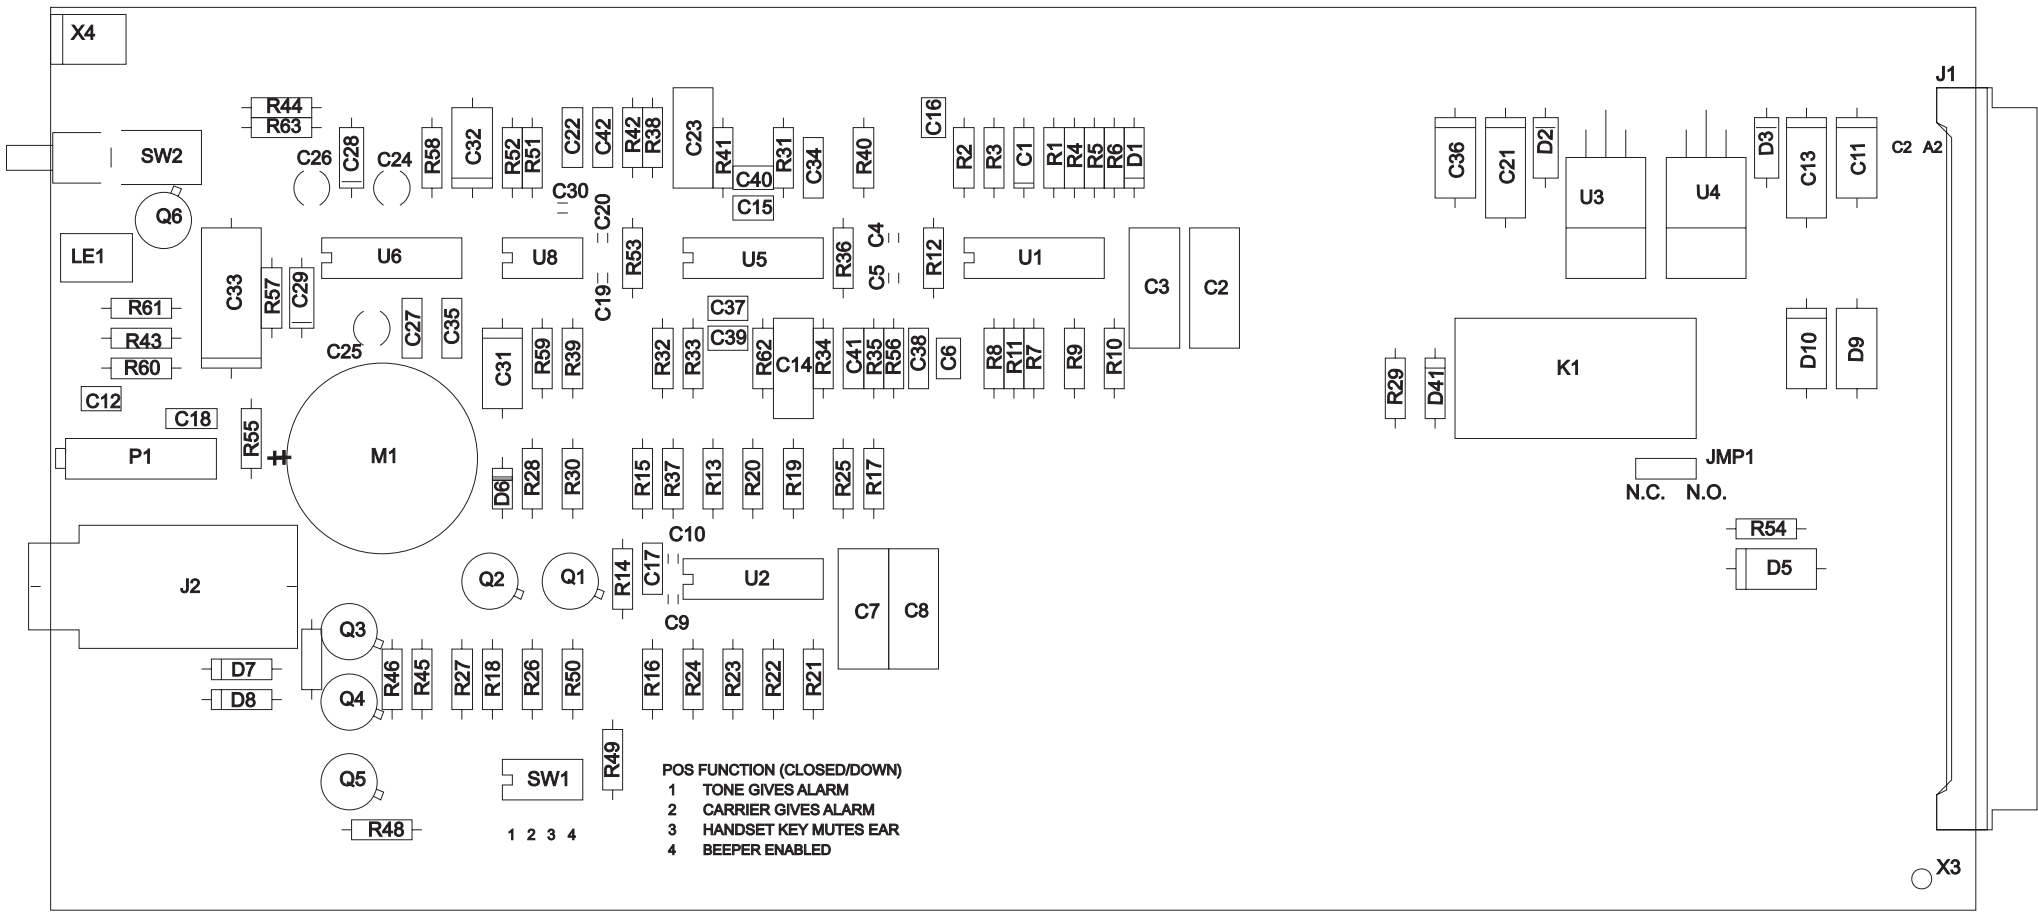 X4
J1
R44
R63
SW2
C26
C28
C24
R58
C32
R52
R51
C22
C42
R42
R38
C23
R41
C40
C15
R31
C34
R40
C16
R2
R3
C1
R1
R4
R5
R6
D1
C36
C21
D2
U3
U4
D3
C13
C11
C2 A2
Q6
LE1
C33
R57
C29
U6
C30
C20
U8
C19
R53
U5
R36
C4
C5
R12
U1
C3
C2
R61
R43
R60
C25
C27
C35
C31
R59
R39
R32
R33
C37
C39
R62
C14
R34
C41
R35
R56
C38
C6
R8
R11
R7
R9
R10
R29
D41
K1
D10
D9
C12
C18
R55
P1
M1
D6
R28
R30
R15
R37
R13
R20
R19
R25
R17
JMP1
N.C. N.O.
R54
D5
J2
Q2
Q1
R14
C17
C10
U2
C9
C7
C8
Q3
D7
D8
Q4
R46
R45
R27
R18
R26
R50
R16
R24
R23
R22
R21
Q5
R48
SW1
1 2 3 4
R49
POS FUNCTION (CLOSED/DOWN)
1 TONE GIVES ALARM
2 CARRIER GIVES ALARM
3 HANDSET KEY MUTES EAR
4 BEEPER ENABLED
X3